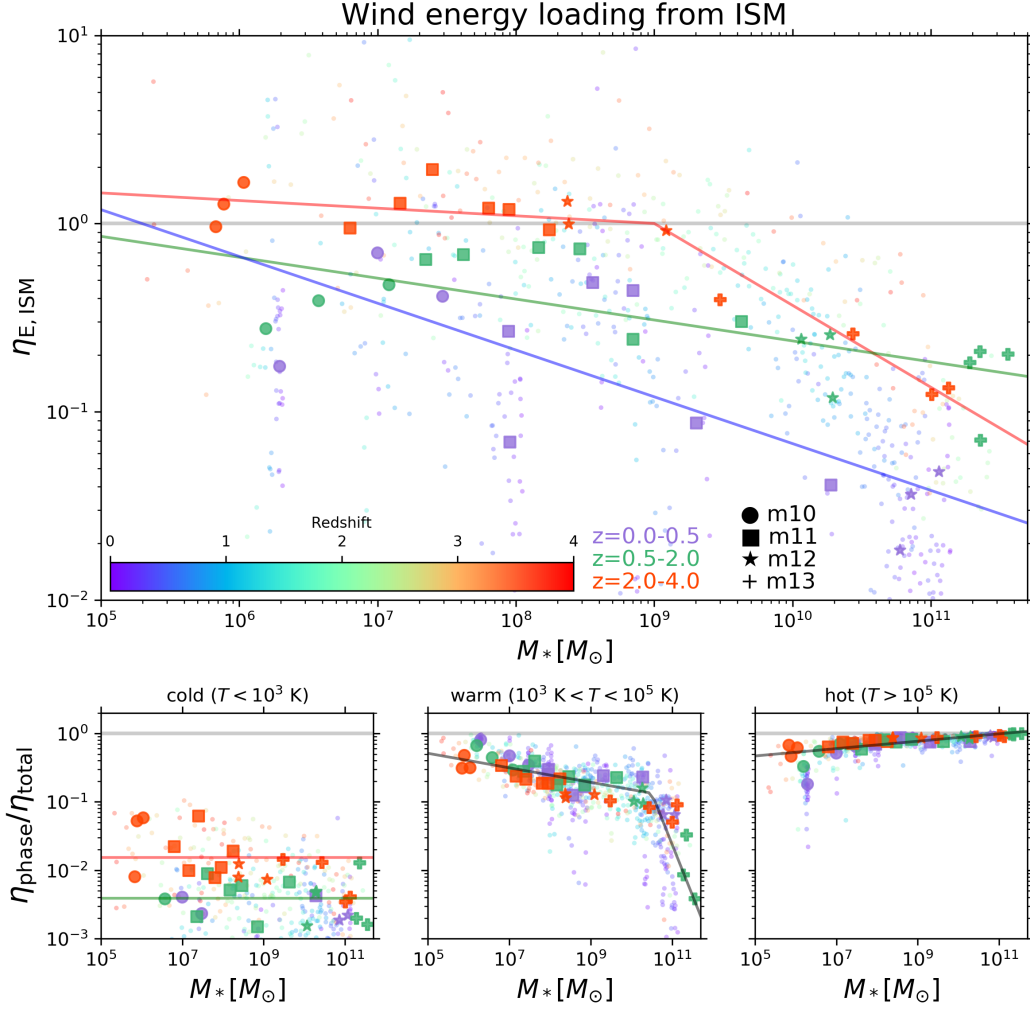 Wind energy loading from ISM
10^1
10^0
10^-1
10^-2
η_E, ISM
Redshift
0 1 2 3 4
z=0.0-0.5
z=0.5-2.0
z=2.0-4.0
m10
m11
m12
m13
10^5 10^6 10^7 10^8 10^9 10^10 10^11
M_*[M_⊙]
cold (T < 10^3 K)
warm (10^3 K < T < 10^5 K)
hot (T > 10^5 K)
10^0
10^-1
10^-2
10^-3
η_phase/η_total
10^5 10^7 10^9 10^11
10^5 10^7 10^9 10^11
10^5 10^7 10^9 10^11
M_*[M_⊙]
M_*[M_⊙]
M_*[M_⊙]